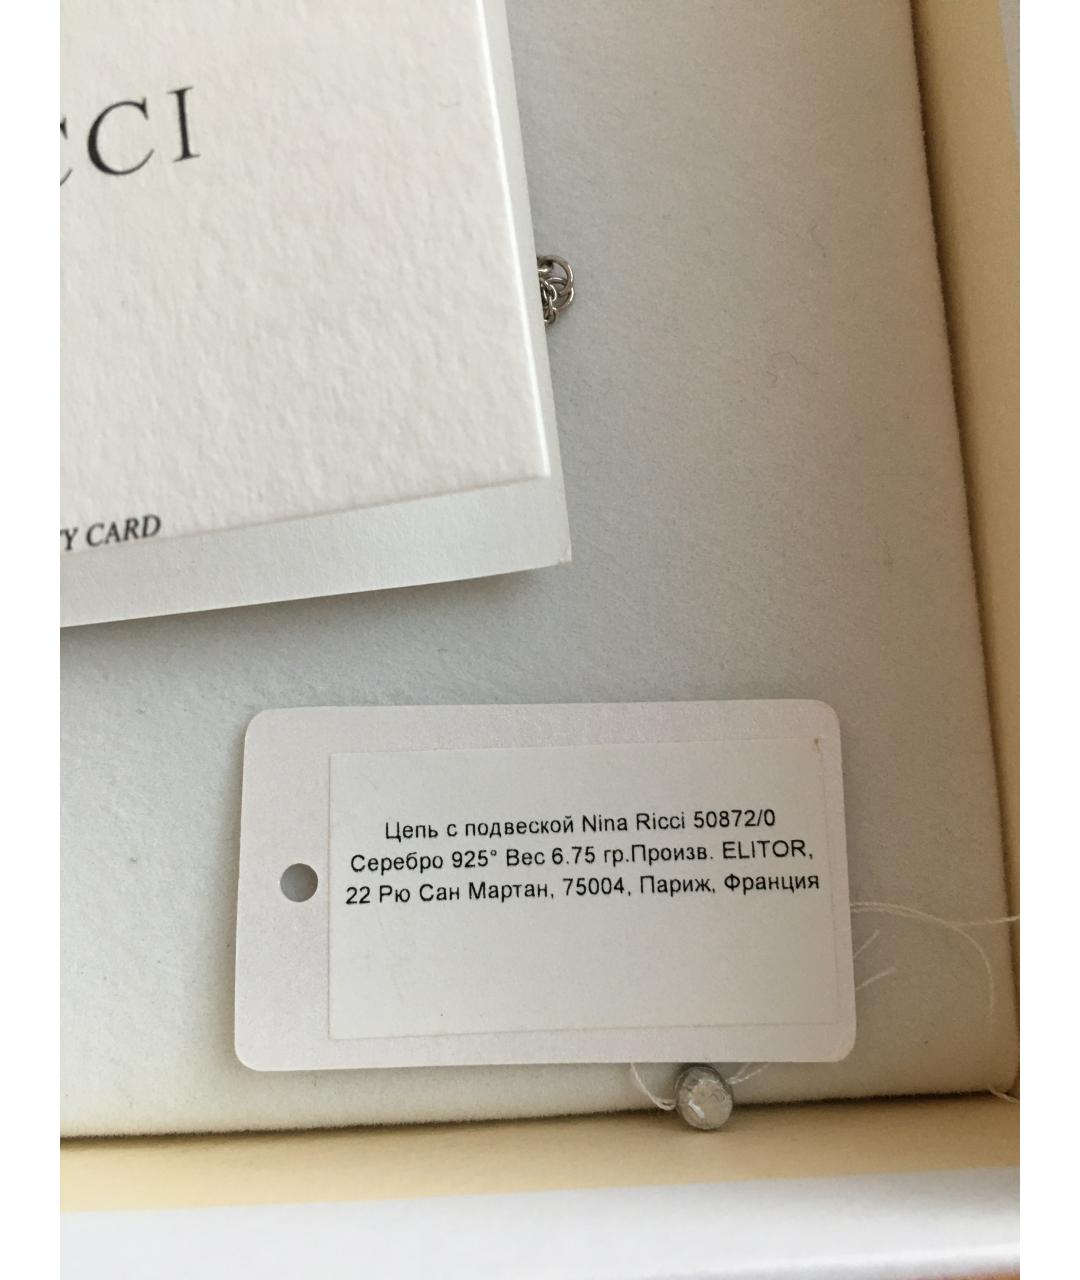 CCI
TY CARD
Цепь с подвеской Nina Ricci 50872/0
Серебро 925° Вес 6.75 гр.Произв. ELITOR,
22 Рю Сан Мартан, 75004, Париж, Франция